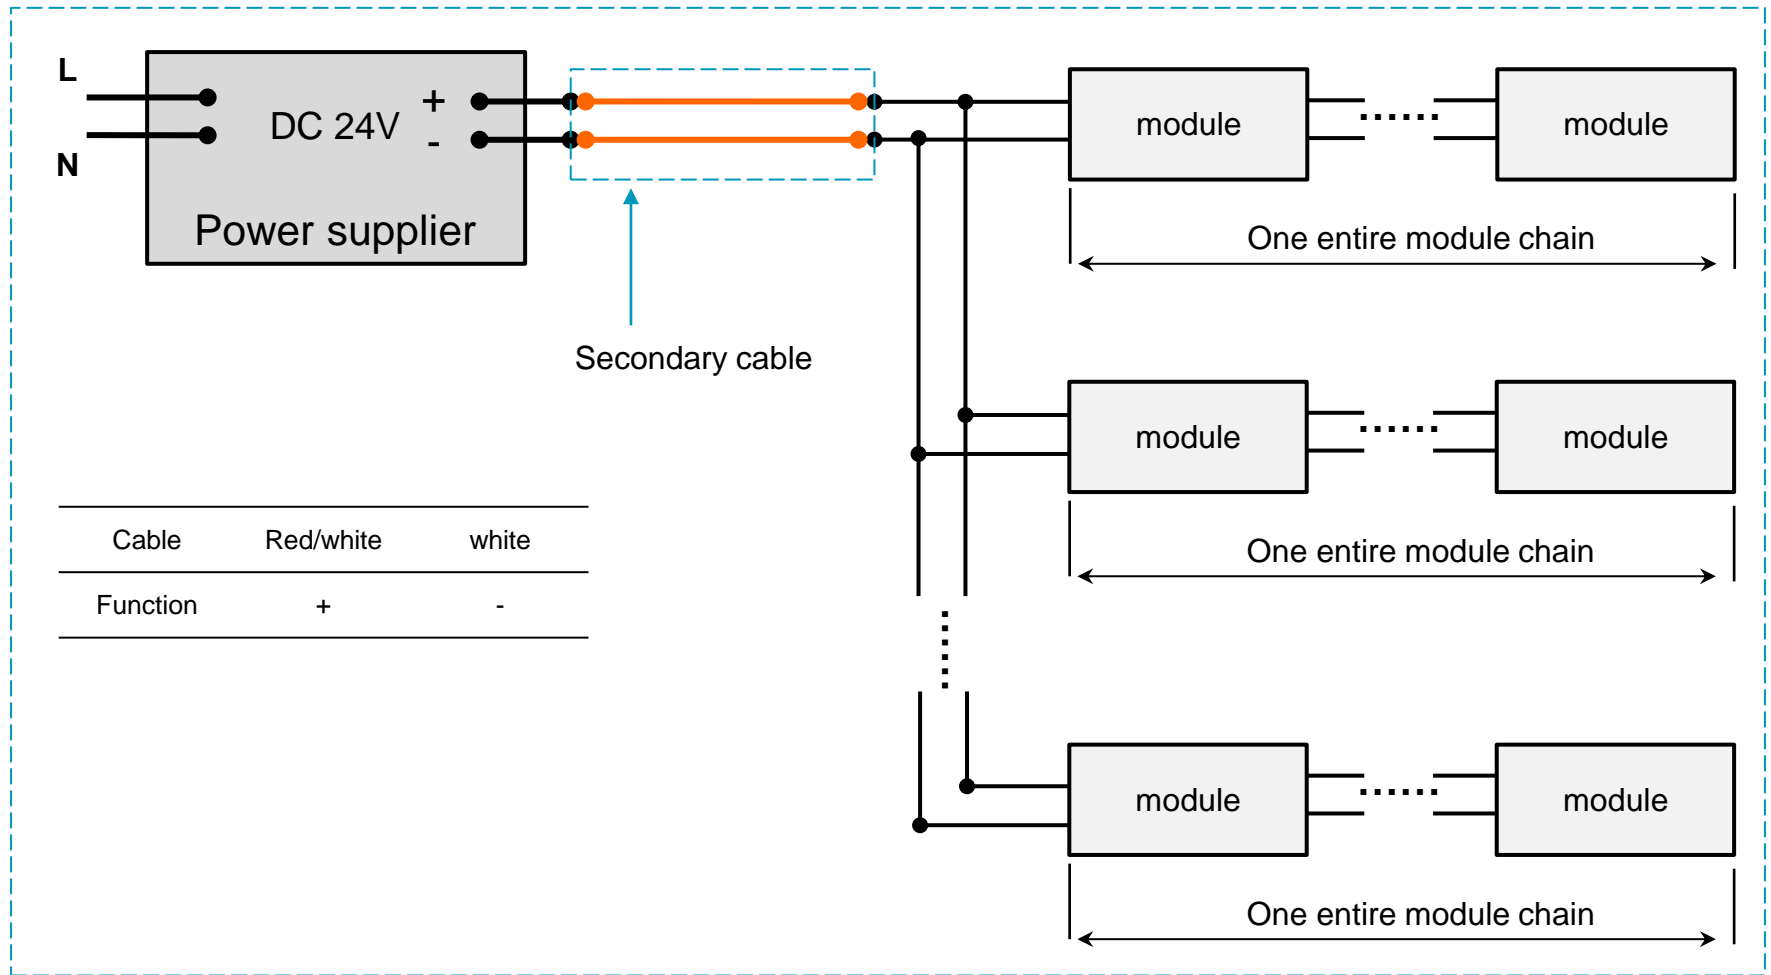 L
N
DC 24V
+
-
Power supplier
Secondary cable
module
module
One entire module chain
module
module
One entire module chain
Cable Red/white white
Function + -
module
module
One entire module chain